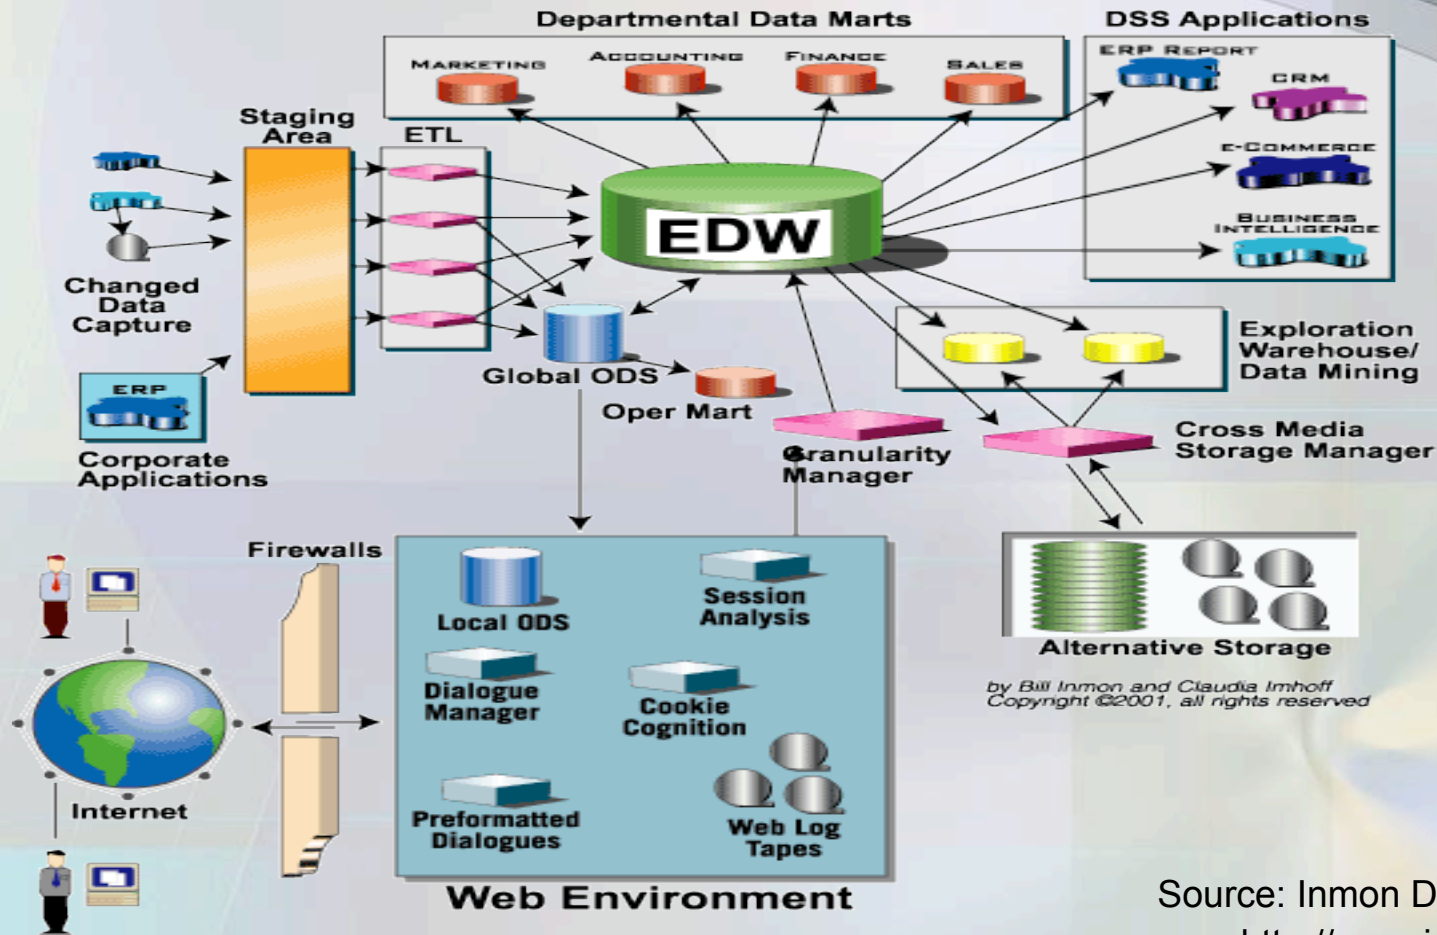 Departmental Data Marts
DSS Applications
MARKETING
ACCOUNTING
FINANCE
SALES
ERP REPORT
CRM
E-COMMERCE
BUSINESS
INTELLIGENCE
Staging
Area
ETL
EDW
Changed
Data
Capture
ERP
Corporate
Applications
Global ODS
Oper Mart
Granularity
Manager
Exploration
Warehouse/
Data Mining
Cross Media
Storage Manager
Alternative Storage
by Bill Inmon and Claudia Imhoff
Copyright ©2001, all rights reserved
Firewalls
Internet
Local ODS
Session
Analysis
Dialogue
Manager
Cookie
Cognition
Preformatted
Dialogues
Web Log
Tapes
Web Environment
Source: Inmon D